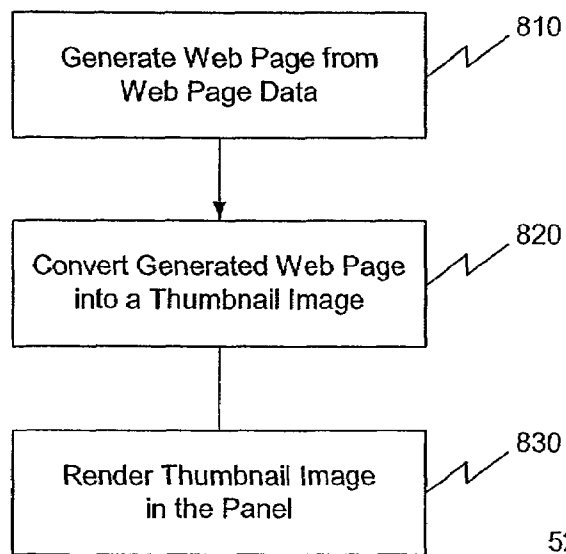 810
Generate Web Page from
Web Page Data
820
Convert Generated Web Page
into a Thumbnail Image
830
Render Thumbnail Image
in the Panel